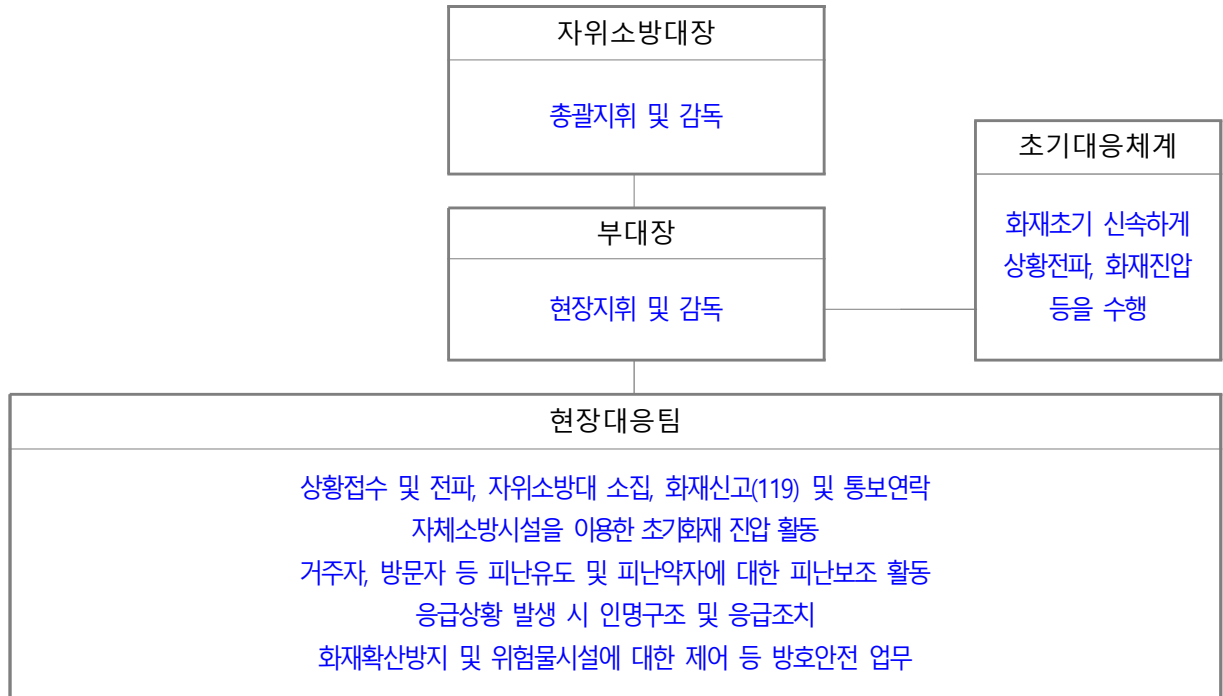 자위소방대장
총괄지휘 및 감독
부대장
현장지휘 및 감독
초기대응체계
화재초기 신속하게
상황전파, 화재진압
등을 수행
현장대응팀
상황접수 및 전파, 자위소방대 소집, 화재신고(119) 및 통보연락
자체소방시설을 이용한 초기화재 진압 활동
거주자, 방문자 등 피난유도 및 피난약자에 대한 피난보조 활동
응급상황 발생 시 인명구조 및 응급조치
화재확산방지 및 위험물시설에 대한 제어 등 방호안전 업무